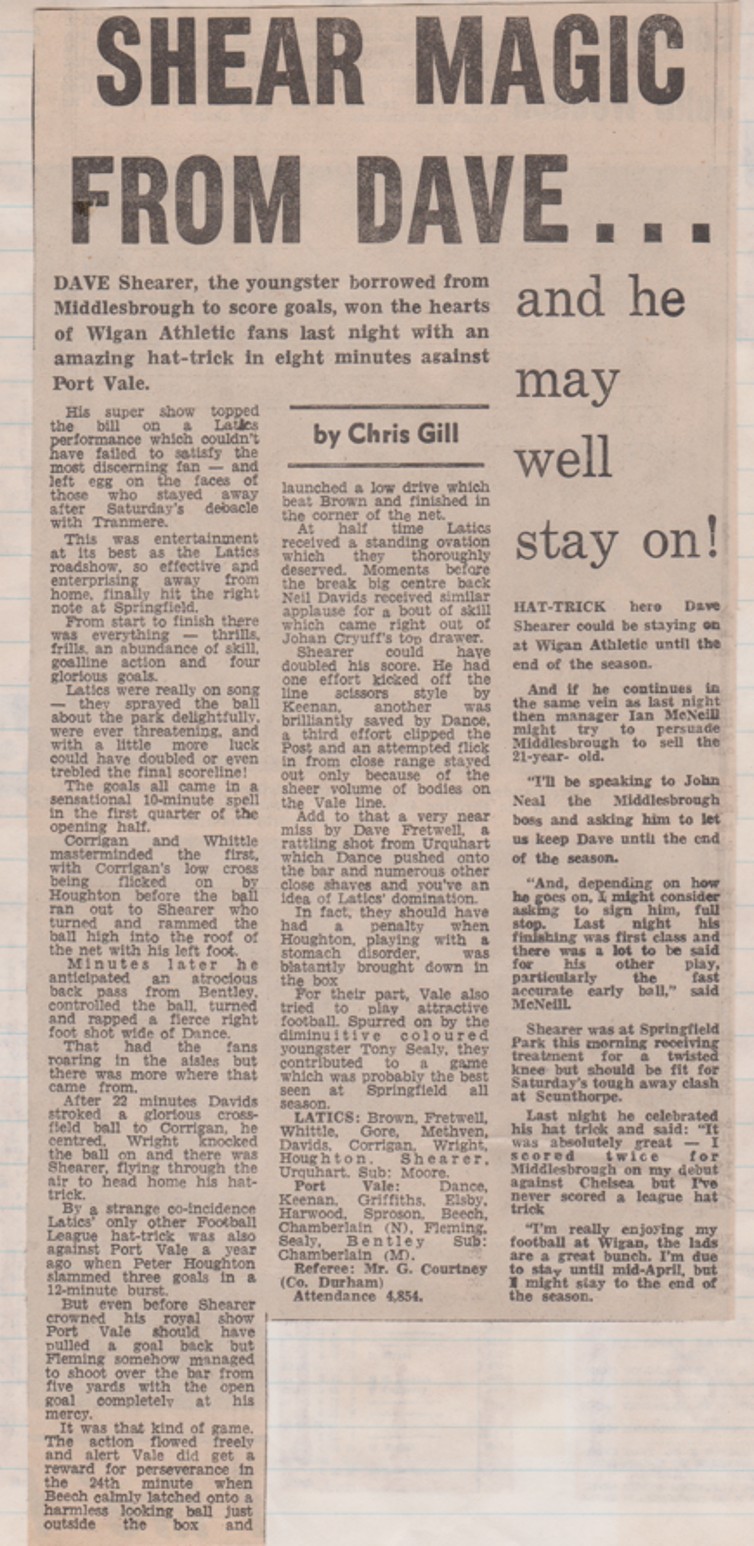 SHEAR MAGIC
FROM DAVE...
and he
may
well
stay on!
DAVE Shearer, the youngster borrowed from
Middlesbrough to score goals, won the hearts
of Wigan Athletic fans last night with an
amazing hat-trick in eight minutes against
Port Vale.
by Chris Gill
His super show topped
the bill on a Latics
performance which couldn't
have failed to satisfy the
most discerning fan — and
left egg on the faces of
those who stayed away
after Saturday's debacle
with Tranmere.
This was entertainment
at its best as the Latics
roadshow, so effective and
enterprising away from
home, finally hit the right
note at Springfield.
From start to finish there
was everything — thrills,
frills, an abundance of skill,
goalline action and four
glorious goals.
Latics were really on song
— they sprayed the ball
about the park delightfully,
were ever threatening, and
with a little more luck
could have doubled or even
trebled the final scoreline!
The goals all came in a
sensational 10-minute spell
in the first quarter of the
opening half.
Corrigan and Whittle
masterminded the first,
with Corrigan's low cross
being flicked on by
Houghton before the ball
ran out to Shearer who
turned and rammed the
ball high into the roof of
the net with his left foot.
Minutes later he
anticipated an atrocious
back pass from Bentley,
controlled the ball, turned
and rapped a fierce right
foot shot wide of Dance.
That had the fans
roaring in the aisles but
there was more where that
came from.
After 22 minutes Davids
stroked a glorious cross-
field ball to Corrigan, he
centred, Wright knocked
the ball on and there was
Shearer, flying through the
air to head home his hat-
trick.
By a strange co-incidence
Latics' only other Football
League hat-trick was also
against Port Vale a year
ago when Peter Houghton
slammed three goals in a
12-minute burst.
But even before Shearer
crowned his royal show
Port Vale should have
pulled a goal back but
Fleming somehow managed
to shoot over the bar from
five yards with the open
goal completely at his
mercy.
It was that kind of game.
The action flowed freely
and alert Vale did get a
reward for perseverance in
the 24th minute when
Beech calmly latched onto a
harmless looking ball just
outside the box and
launched a low drive which
beat Brown and finished in
the corner of the net.
At half time Latics
received a standing ovation
which they thoroughly
deserved. Moments before
the break big centre back
Neil Davids received similar
applause for a bout of skill
which came right out of
Johan Cryuff's top drawer.
Shearer could have
doubled his score. He had
one effort kicked off the
line scissors style by
Keenan, another was
brilliantly saved by Dance,
a third effort clipped the
Post and an attempted flick
in from close range stayed
out only because of the
sheer volume of bodies on
the Vale line.
Add to that a very near
miss by Dave Fretwell, a
rattling shot from Urquhart
which Dance pushed onto
the bar and numerous other
close shaves and you've an
idea of Latics' domination.
In fact, they should have
had a penalty when
Houghton, playing with a
stomach disorder, was
blatantly brought down in
the box
For their part, Vale also
tried to play attractive
football. Spurred on by the
diminuitive coloured
youngster Tony Sealy, they
contributed to a game
which was probably the best
seen at Springfield all
season.
LATICS: Brown, Fretwell,
Whittle, Gore, Methven,
Davids, Corrigan, Wright,
Houghton, Shearer,
Urquhart. Sub: Moore.
Port Vale: Dance,
Keenan, Griffiths, Elsby,
Harwood, Sproson, Beech,
Chamberlain (N), Fleming,
Sealy, Bentley Sub:
Chamberlain (M).
Referee: Mr. G. Courtney
(Co. Durham)
Attendance 4,854.
HAT-TRICK hero Dave
Shearer could be staying on
at Wigan Athletic until the
end of the season.
And if he continues in
the same vein as last night
then manager Ian McNeill
might try to persuade
Middlesbrough to sell the
21-year- old.
"I'll be speaking to John
Neal the Middlesbrough
boss and asking him to let
us keep Dave until the end
of the season.
"And, depending on how
he goes on, I might consider
asking to sign him, full
stop. Last night his
finishing was first class and
there was a lot to be said
for his other play,
particularly the fast
accurate early ball," said
McNeill.
Shearer was at Springfield
Park this morning receiving
treatment for a twisted
knee but should be fit for
Saturday's tough away clash
at Scunthorpe.
Last night he celebrated
his hat trick and said: "It
was absolutely great — I
scored twice for
Middlesbrough on my debut
against Chelsea but I've
never scored a league hat
trick
"I'm really enjoying my
football at Wigan, the lads
are a great bunch. I'm due
to stay until mid-April, but
I might stay to the end of
the season.